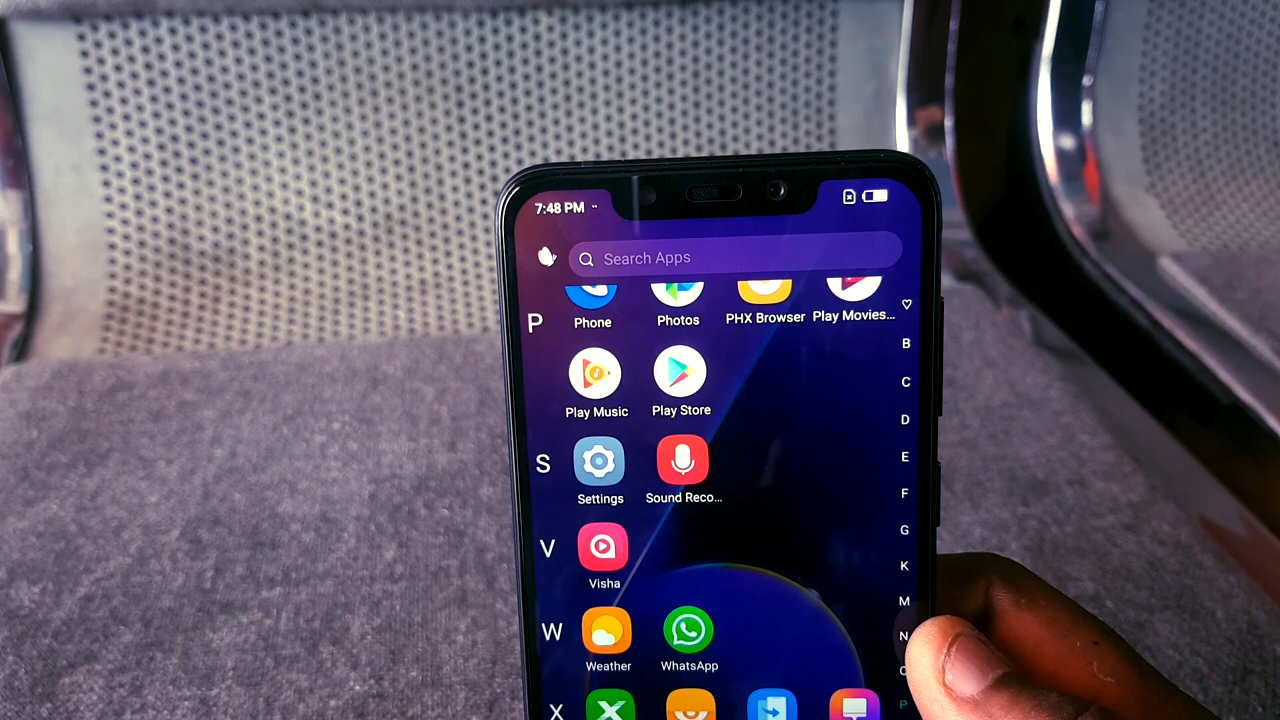 7:48 PM
Search Apps
P
Phone
Photos
PHX Browser
Play Movies...
Play Music
Play Store
S
Settings
Sound Reco...
V
Visha
W
Weather
WhatsApp
X
B
C
D
E
F
G
K
M
N
O
P